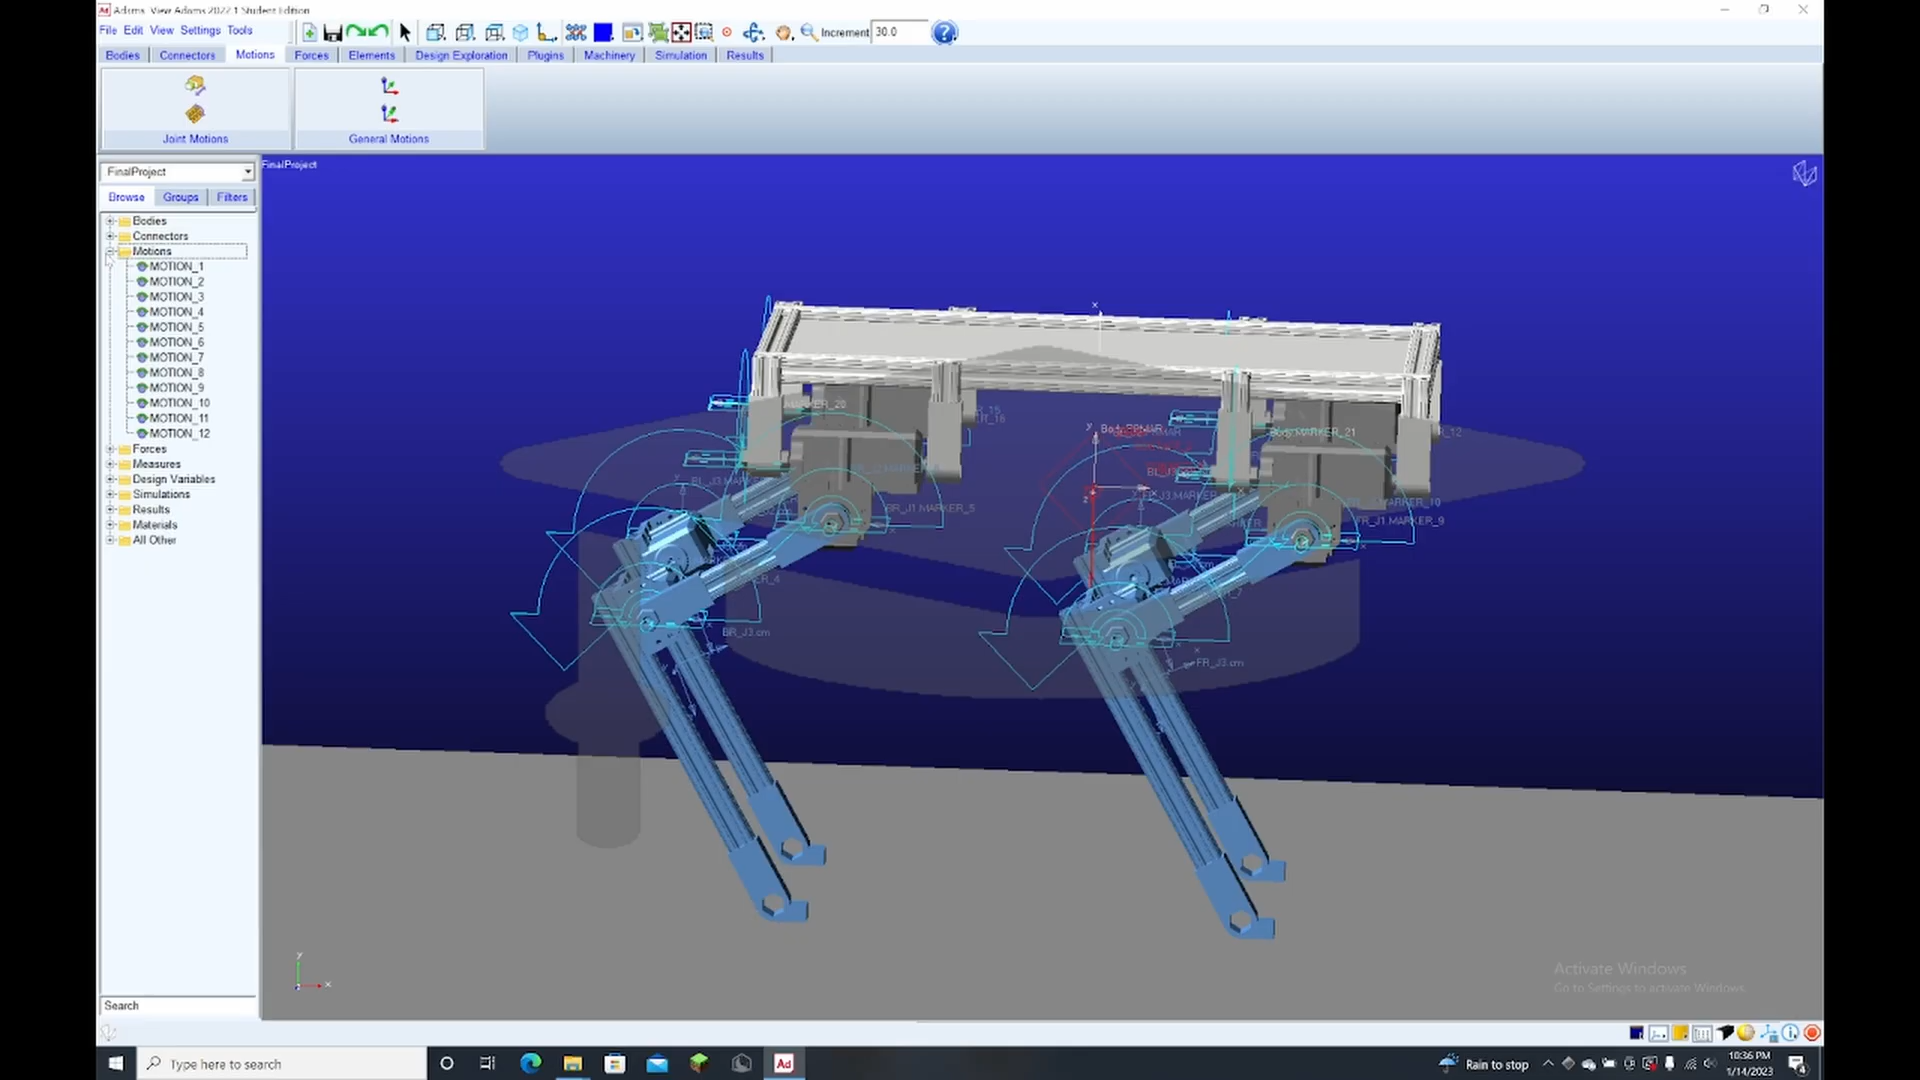 Adams View Adams 2022.1 Student Edition
File Edit View Settings Tools
Increment 30.0
Bodies Connectors Motions Forces Elements Design Exploration Plugins Machinery Simulation Results
Joint Motions General Motions
FinalProject
FinalProject
Browse Groups Filters
Bodies
Connectors
Motions
MOTION_1
MOTION_2
MOTION_3
MOTION_4
MOTION_5
MOTION_6
MOTION_7
MOTION_8
MOTION_9
MOTION_10
MOTION_11
MOTION_12
Forces
Measures
Design Variables
Simulations
Results
Materials
All Other
MARKER_20
Body.MARKER_21
BR_J1.MARKER_5
FR_J1.MARKER_9
BR_J3.cm
FR_J3.cm
y
x
Activate Windows
Go to Settings to activate Windows.
Search
Type here to search
Ad
Rain to stop
10:36 PM
1/14/2023